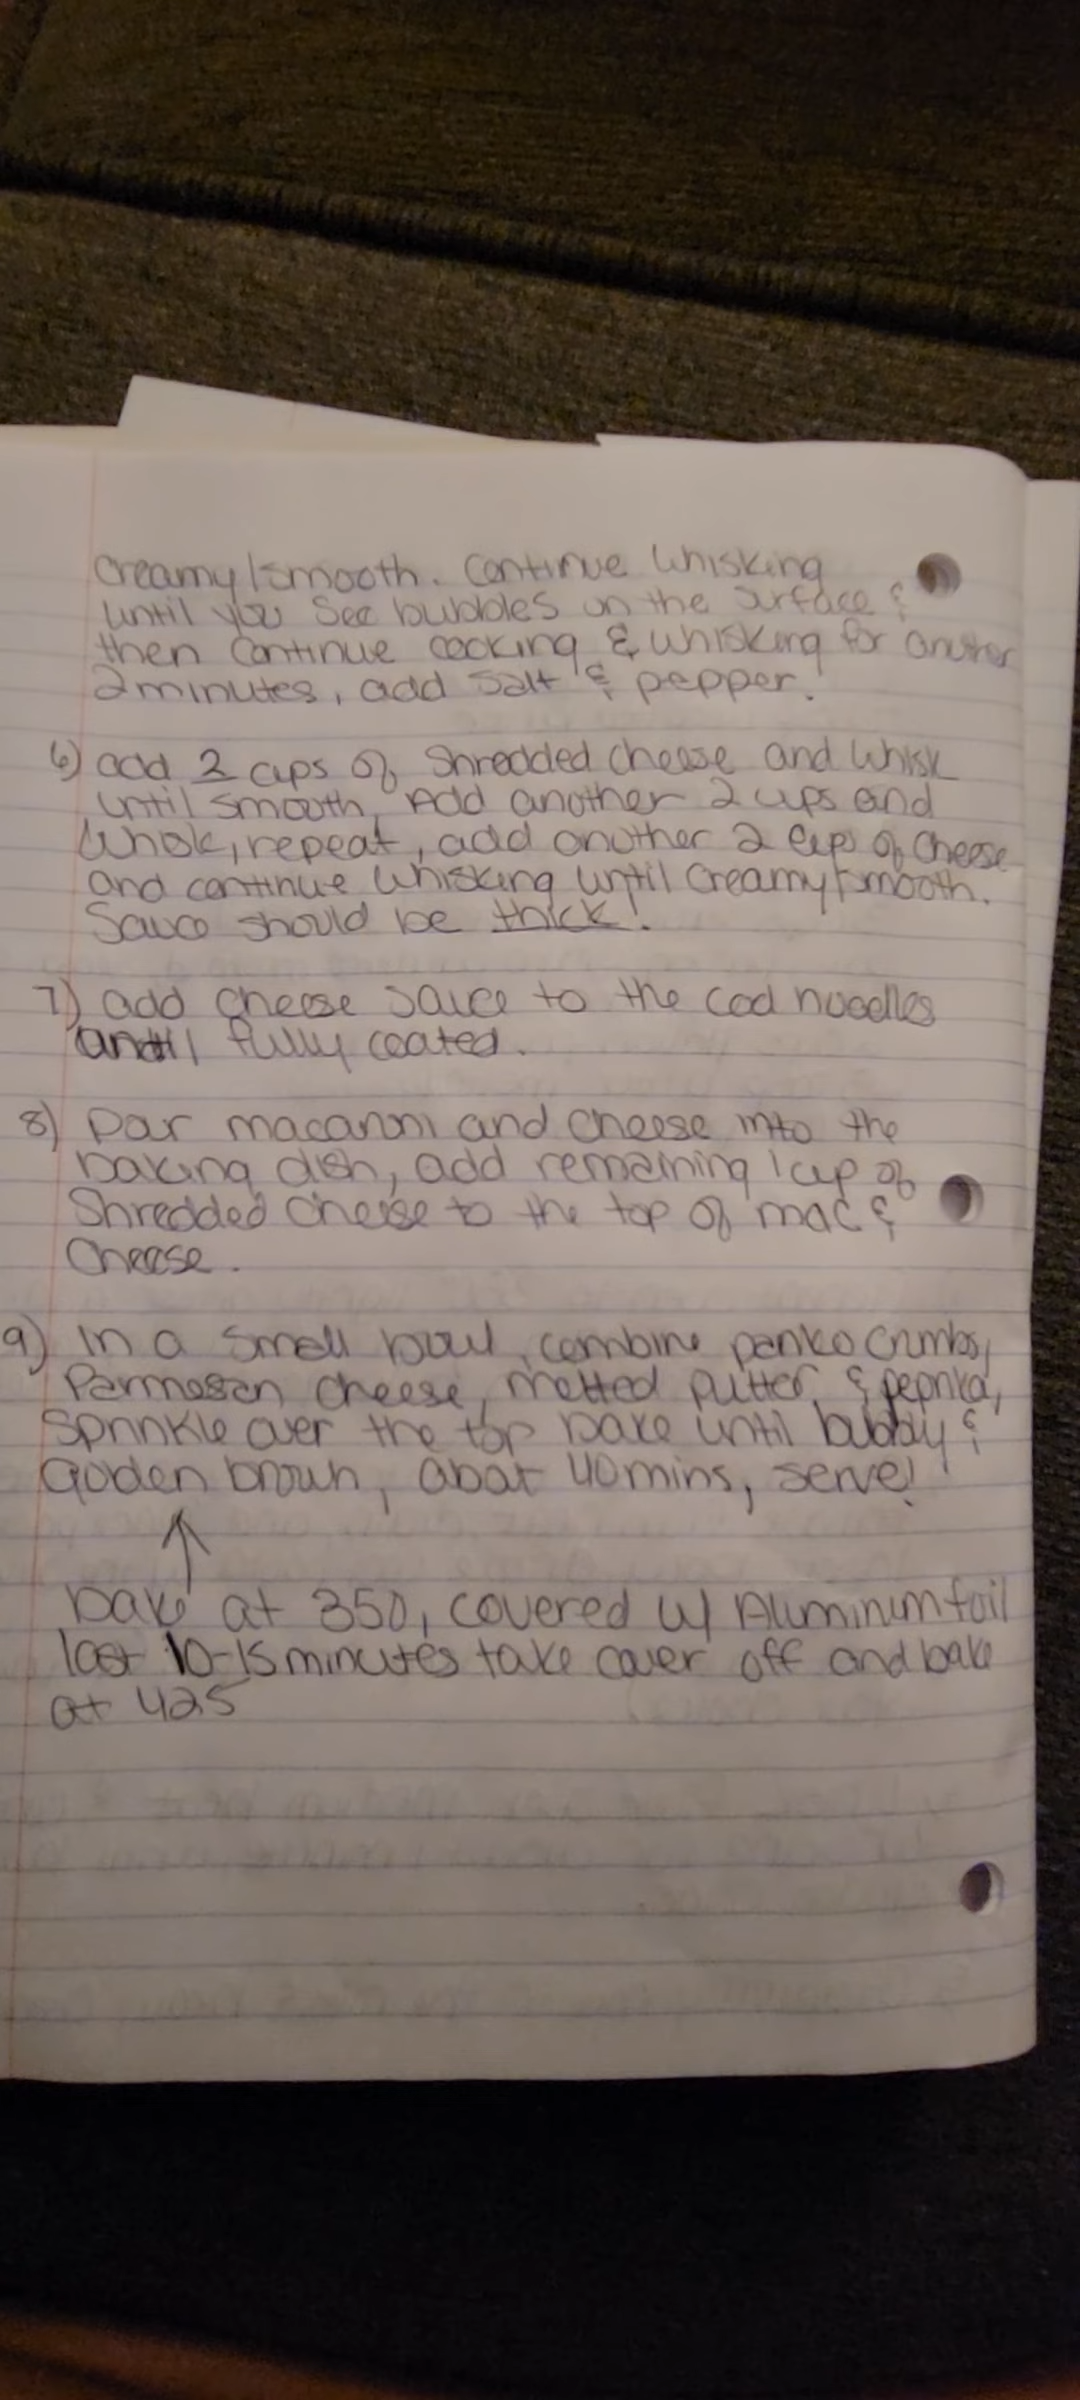 creamy/smooth. Continue whisking
until you see bubbles on the surface &
then continue cooking & whisking for another
2 minutes, add salt & pepper!
6) add 2 cups of shredded cheese and whisk
until smooth, Add another 2 cups and
whisk, repeat, add another 2 cups of cheese
and continue whisking until creamy/smooth.
Sauce should be thick!
7) add cheese sauce to the cool noodles
until fully coated.
8) Pour macaroni and cheese into the
baking dish, add remaining 1 cup of
Shredded cheese to the top of mac &
Cheese.
9) In a small bowl, combine panko crumbs,
Parmesan cheese, melted butter, & peprika,
Sprinkle over the top bake until bubbly &
Goden brown, about 40 mins, serve!
bake at 350, covered w/ Aluminum foil
last 10-15 minutes take cover off and bake
at 425